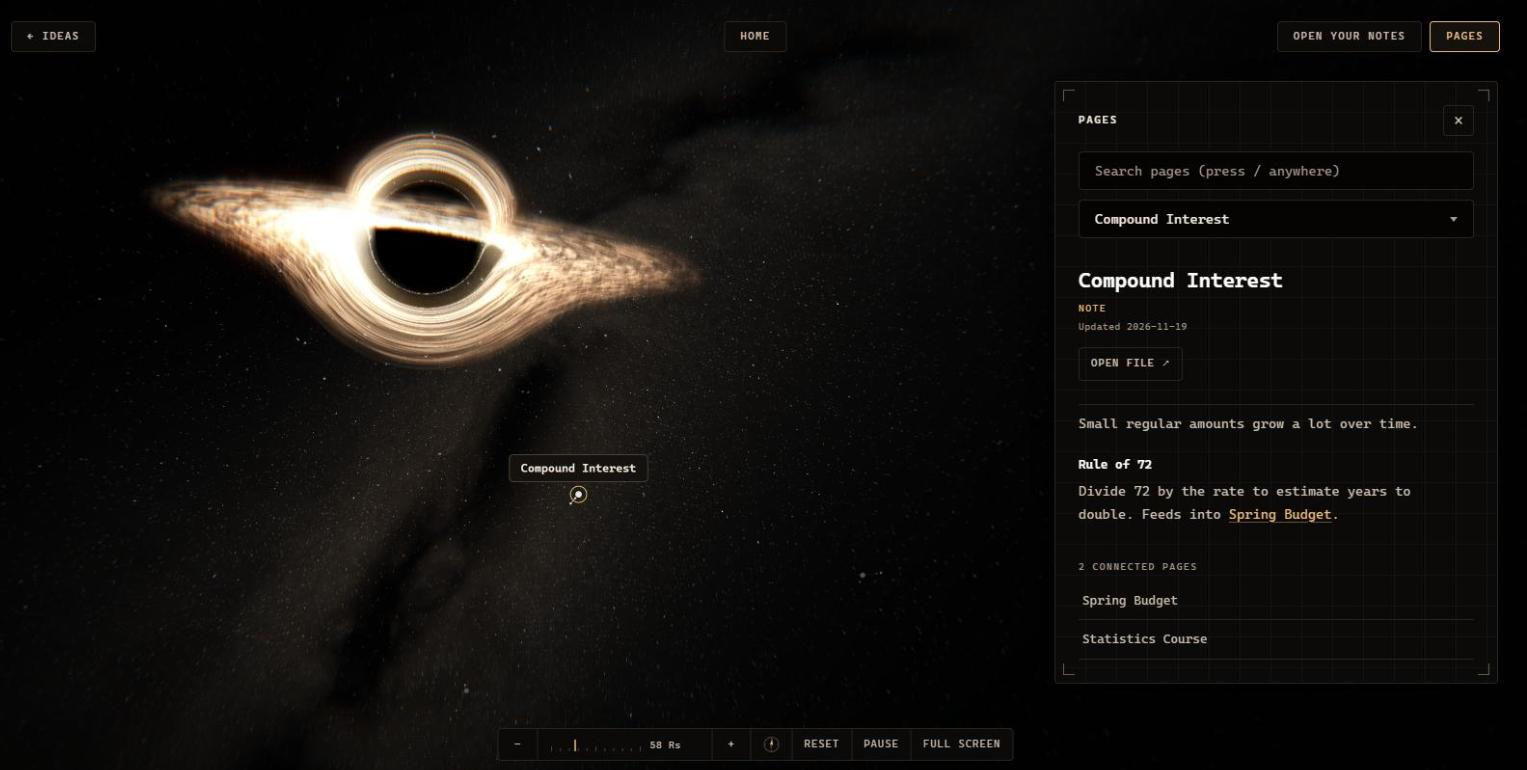 ← IDEAS
HOME
OPEN YOUR NOTES
PAGES
PAGES
×
Search pages (press / anywhere)
Compound Interest
Compound Interest
NOTE
Updated 2026-11-19
OPEN FILE ↗
Small regular amounts grow a lot over time.
Rule of 72
Divide 72 by the rate to estimate years to
double. Feeds into Spring Budget.
2 CONNECTED PAGES
Spring Budget
Statistics Course
Compound Interest
− 58 Rs + RESET PAUSE FULL SCREEN